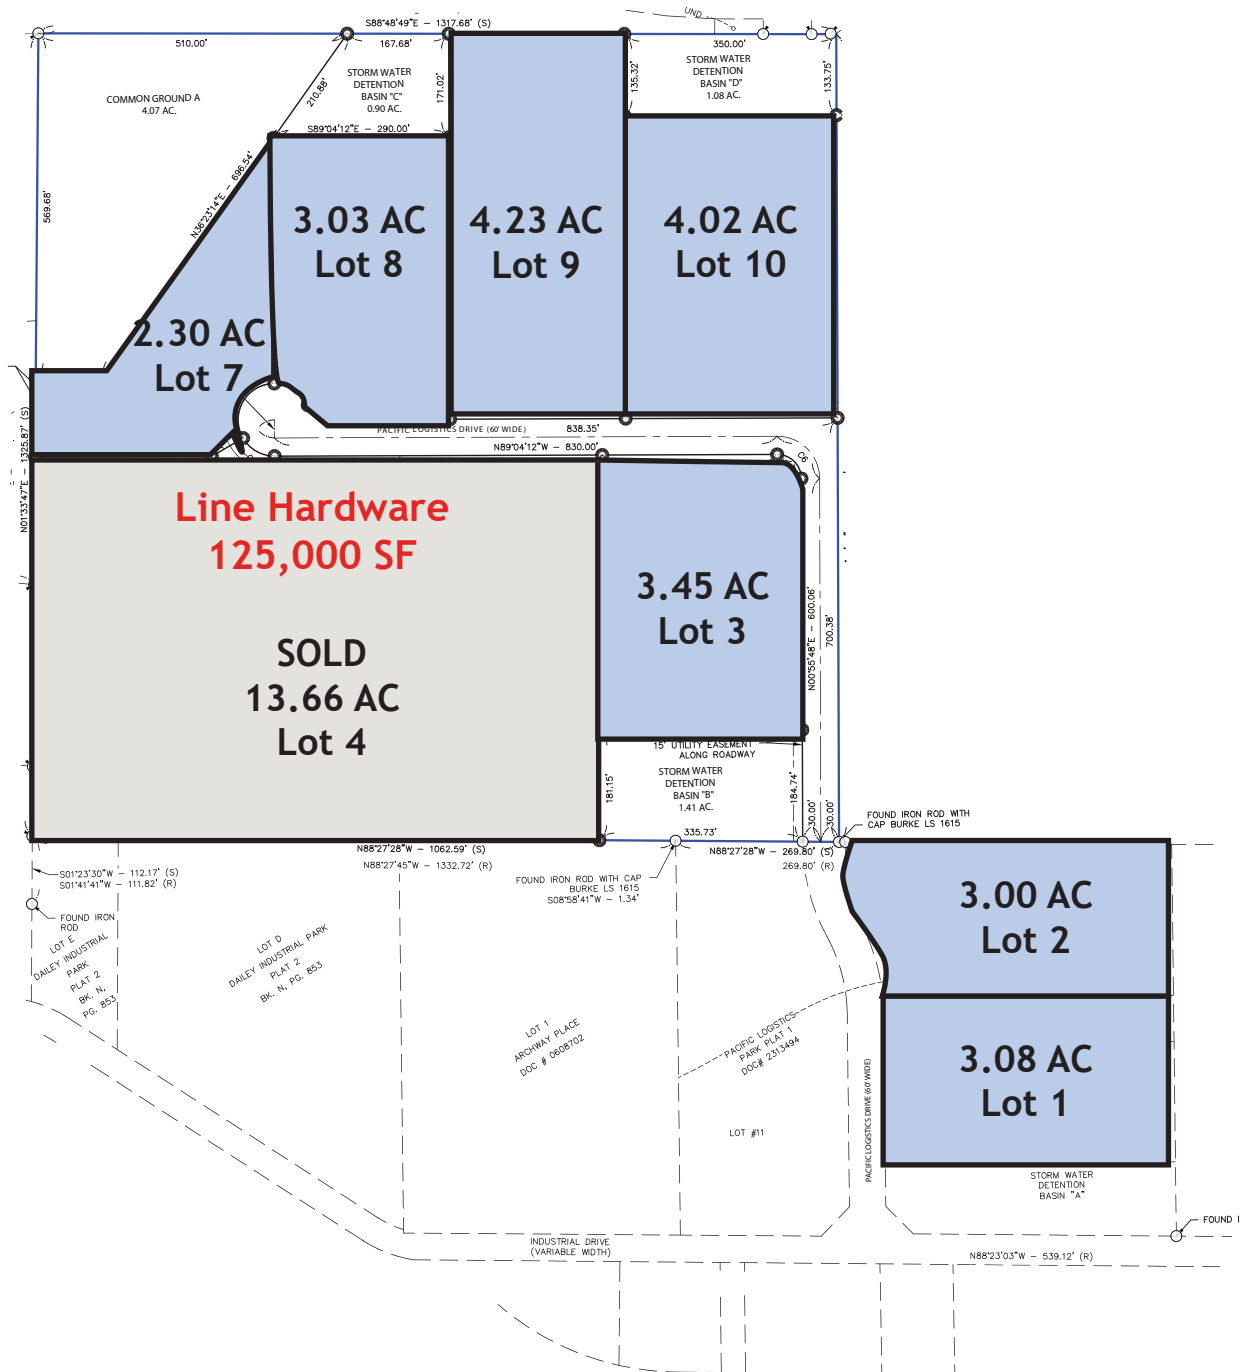 UND
S88°48'49"E - 1317.68' (S)
510.00'
167.68'
350.00'
COMMON GROUND A
4.07 AC.
210.88'
STORM WATER
DETENTION
BASIN "C"
0.90 AC.
171.02'
135.32'
STORM WATER
DETENTION
BASIN "D"
1.08 AC.
133.75'
S89°04'12"E - 290.00'
N36°23'14"E - 696.54'
569.68'
3.03 AC
Lot 8
4.23 AC
Lot 9
4.02 AC
Lot 10
2.30 AC
Lot 7
PACIFIC LOGISTICS DRIVE (60' WIDE)
838.35'
N89°04'12"W - 830.00'
C6
N01°33'47"E - 1325.87' (S)
Line Hardware
125,000 SF
SOLD
13.66 AC
Lot 4
3.45 AC
Lot 3
N00°55'48"E - 600.06'
700.38'
15' UTILITY EASEMENT
ALONG ROADWAY
STORM WATER
DETENTION
BASIN "B"
1.41 AC.
181.15'
184.74'
30.00'
30.00'
335.73'
FOUND IRON ROD WITH
CAP BURKE LS 1615
N88°27'28"W - 1062.59' (S)
N88°27'45"W - 1332.72' (R)
N88°27'28"W - 269.80' (S)
269.80' (R)
S01°23'30"W - 112.17' (S)
S01°41'41"W - 111.82' (R)
FOUND IRON ROD WITH CAP
BURKE LS 1615
S08°58'41"W - 1.34'
FOUND IRON
ROD
LOT E
DAILEY INDUSTRIAL
PARK
PLAT 2
BK. N,
PG. 853
LOT D
DAILEY INDUSTRIAL PARK
PLAT 2
BK. N, PG. 853
3.00 AC
Lot 2
LOT 1
ARCHWAY PLACE
DOC # 0608702
PACIFIC LOGISTICS
PARK PLAT 1
DOC# 2313494
3.08 AC
Lot 1
LOT #11
PACIFIC LOGISTICS DRIVE (60' WIDE)
STORM WATER
DETENTION
BASIN "A"
FOUND
INDUSTRIAL DRIVE
(VARIABLE WIDTH)
N88°23'03"W - 539.12' (R)